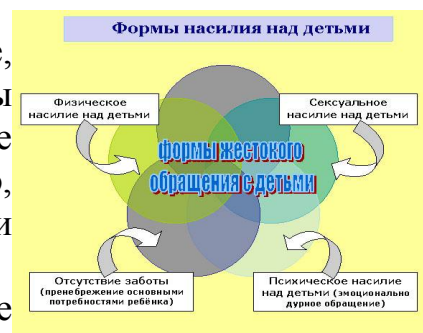 Формы насилия над детьми
е,
ы
е
о,
и
е
Физическое
насилие над детьми
Сексуальное
насилие над детьми
формы жестокого
обращения с детьми
Отсутствие заботы
(пренебрежение основными
потребностями ребёнка)
Психическое насилие
над детьми (эмоционально
дурное обращение)